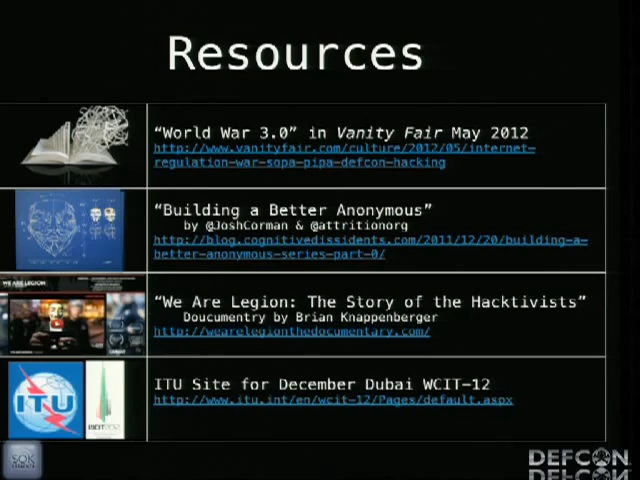 Resources
“World War 3.0” in Vanity Fair May 2012
http://www.vanityfair.com/culture/2012/05/internet-
regulation-war-sopa-pipa-defcon-hacking
“Building a Better Anonymous”
by @JoshCorman & @attritionorg
http://blog.cognitivedissidents.com/2011/12/20/building-a-
better-anonymous-series-part-0/
WE ARE LEGION
“We Are Legion: The Story of the Hacktivists”
Doucumentry by Brian Knappenberger
http://wearelegionthedocumentary.com/
ITU
ITU Site for December Dubai WCIT-12
http://www.itu.int/en/wcit-12/Pages/default.aspx
SOK
DEFCON